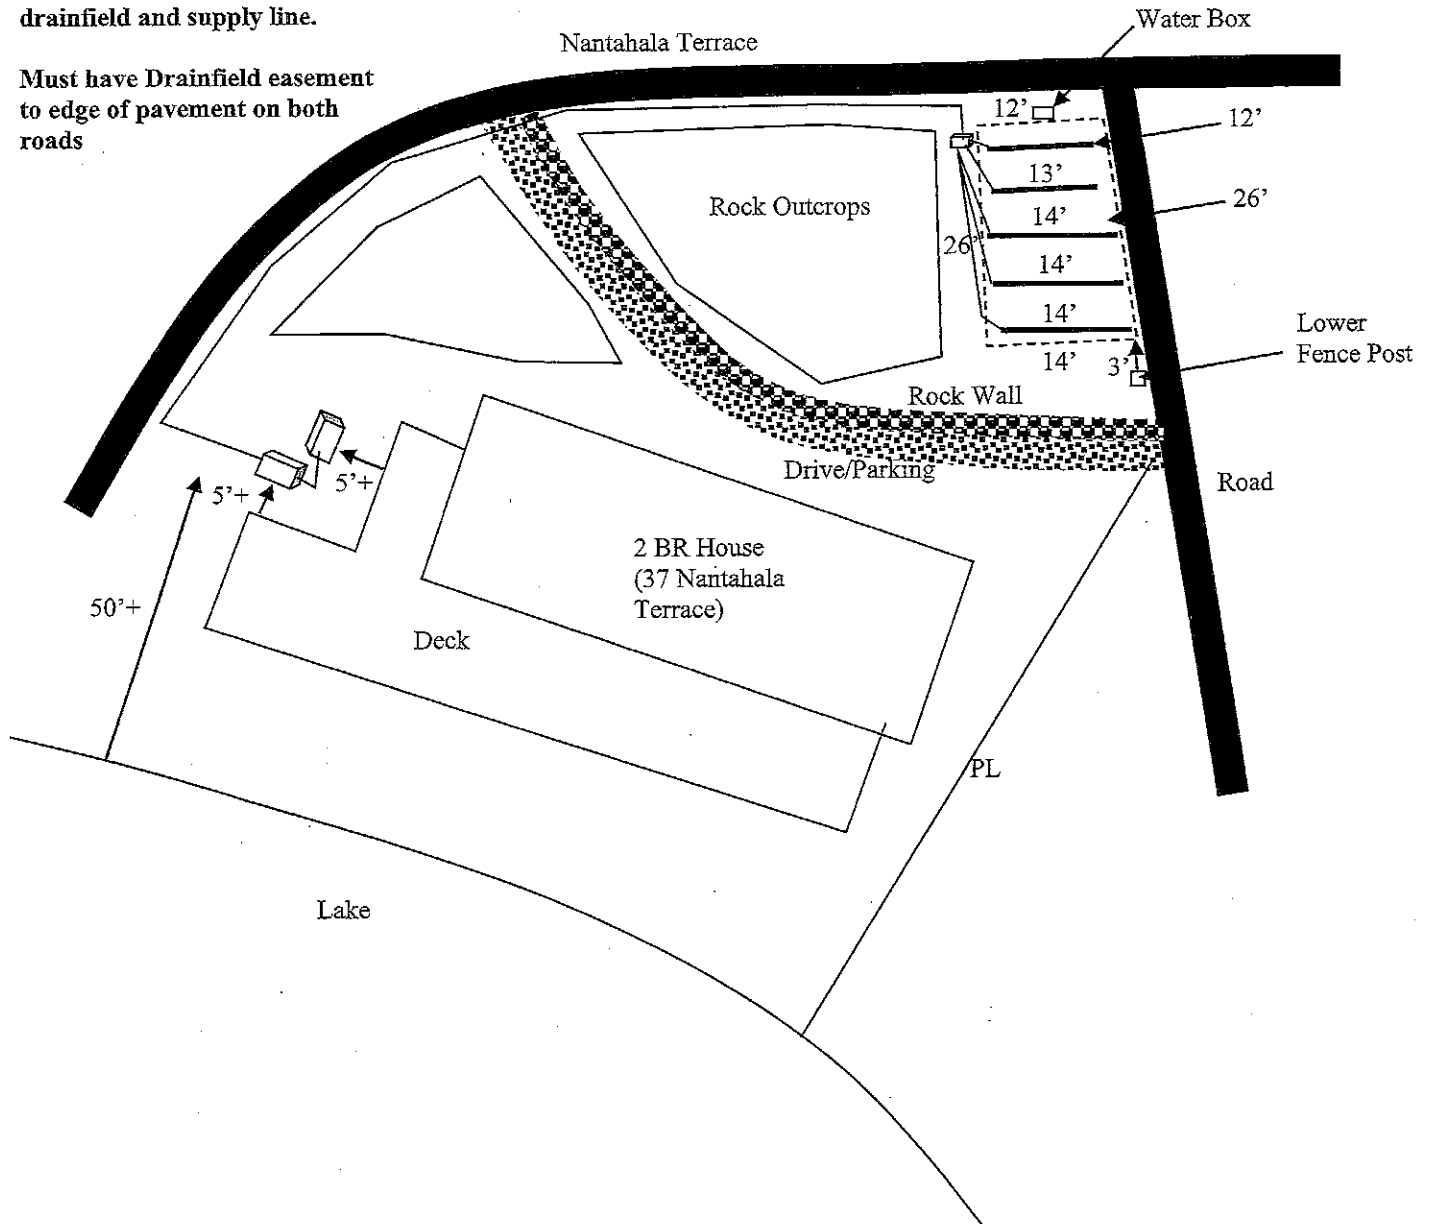 drainfield and supply line.
Must have Drainfield easement
to edge of pavement on both
roads
Nantahala Terrace
Water Box
12’
12’
13’
14’
26’
26’
14’
14’
14’
3’
Lower
Fence Post
Rock Outcrops
Rock Wall
Drive/Parking
Road
5’+
5’+
50’+
2 BR House
(37 Nantahala
Terrace)
Deck
PL
Lake